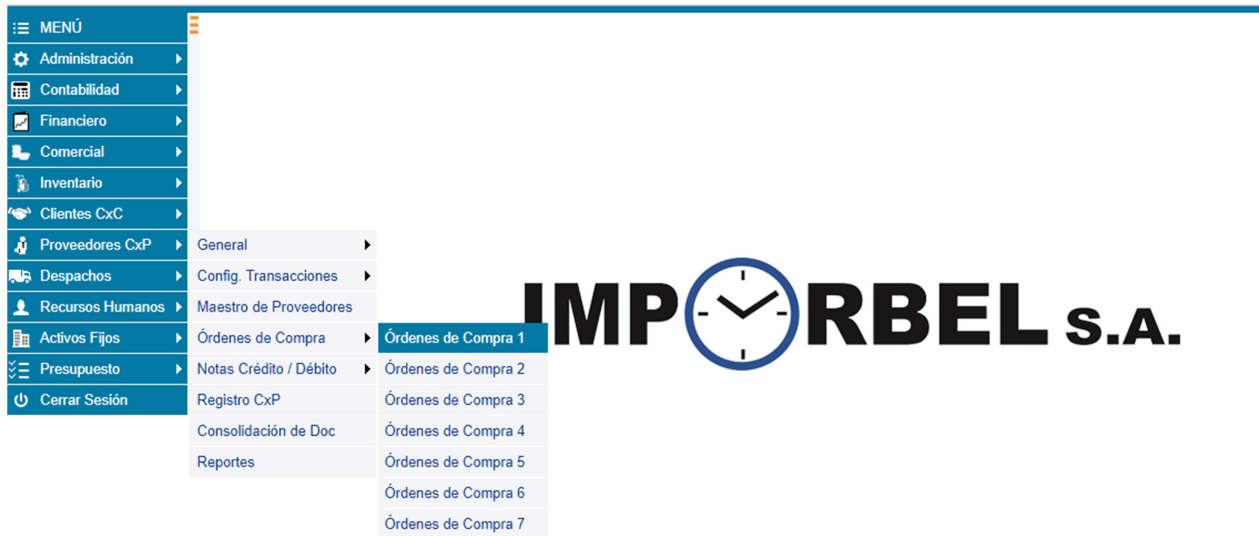 MENÚ
Administración
Contabilidad
Financiero
Comercial
Inventario
Clientes CxC
Proveedores CxP
Despachos
Recursos Humanos
Activos Fijos
Presupuesto
Cerrar Sesión
General
Config. Transacciones
Maestro de Proveedores
Órdenes de Compra
Notas Crédito / Débito
Registro CxP
Consolidación de Doc
Reportes
Órdenes de Compra 1
Órdenes de Compra 2
Órdenes de Compra 3
Órdenes de Compra 4
Órdenes de Compra 5
Órdenes de Compra 6
Órdenes de Compra 7
IMPORBEL S.A.